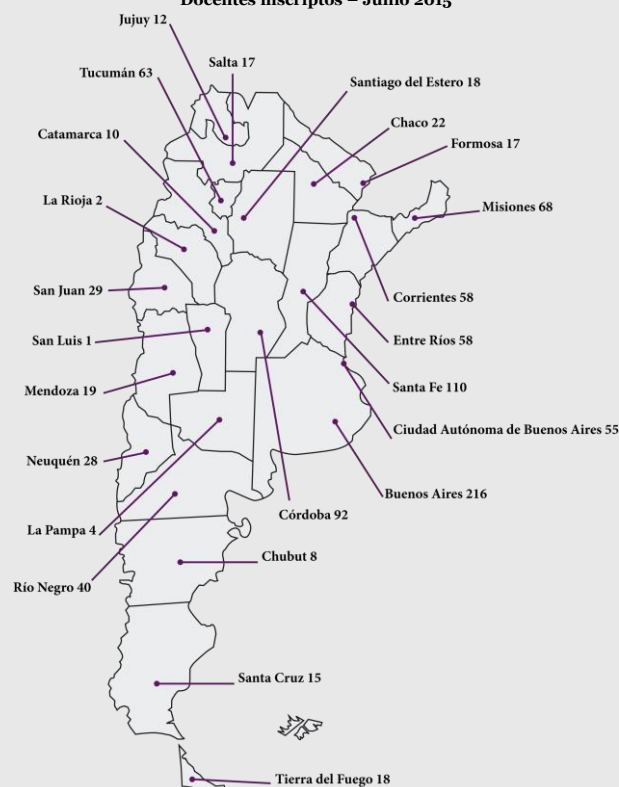 Docentes inscriptos – Junio 2015
Jujuy 12
Salta 17
Tucumán 63
Santiago del Estero 18
Chaco 22
Catamarca 10
Formosa 17
La Rioja 2
Misiones 68
San Juan 29
Corrientes 58
San Luis 1
Entre Ríos 58
Mendoza 19
Santa Fe 110
Ciudad Autónoma de Buenos Aires 55
Neuquén 28
Buenos Aires 216
Córdoba 92
La Pampa 4
Chubut 8
Río Negro 40
Santa Cruz 15
Tierra del Fuego 18